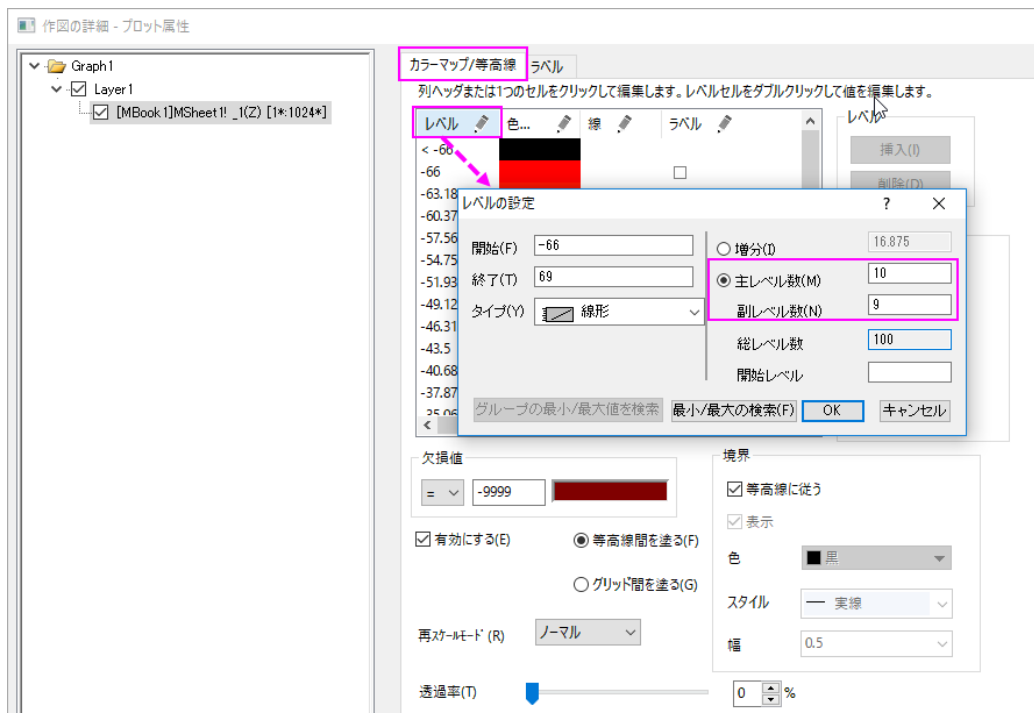 作図の詳細 - プロット属性
Graph1
Layer1
[MBook1]MSheet1! _1(Z) [1*:1024*]
カラーマップ/等高線 ラベル
列ヘッダまたは1つのセルをクリックして編集します。レベルセルをダブルクリックして値を編集します。
レベル 色... 線 ラベル
レベル
< -66
挿入(I)
-66
削除(D)
-63.18
-60.37
-57.56
-54.75
-51.93
-49.12
-46.31
-43.5
-40.68
-37.87
-35.06
レベルの設定 ?
開始(F) -66
終了(T) 69
タイプ(Y) 線形
増分(I) 16.875
主レベル数(M) 10
副レベル数(N) 9
総レベル数 100
開始レベル
グループの最小/最大値を検索 最小/最大の検索(F) OK キャンセル
欠損値
= -9999
有効にする(E)
等高線間を塗る(F)
グリッド間を塗る(G)
再スケールモード(R) ノーマル
透過率(T) 0 %
境界
等高線に従う
表示
色 黒
スタイル 実線
幅 0.5